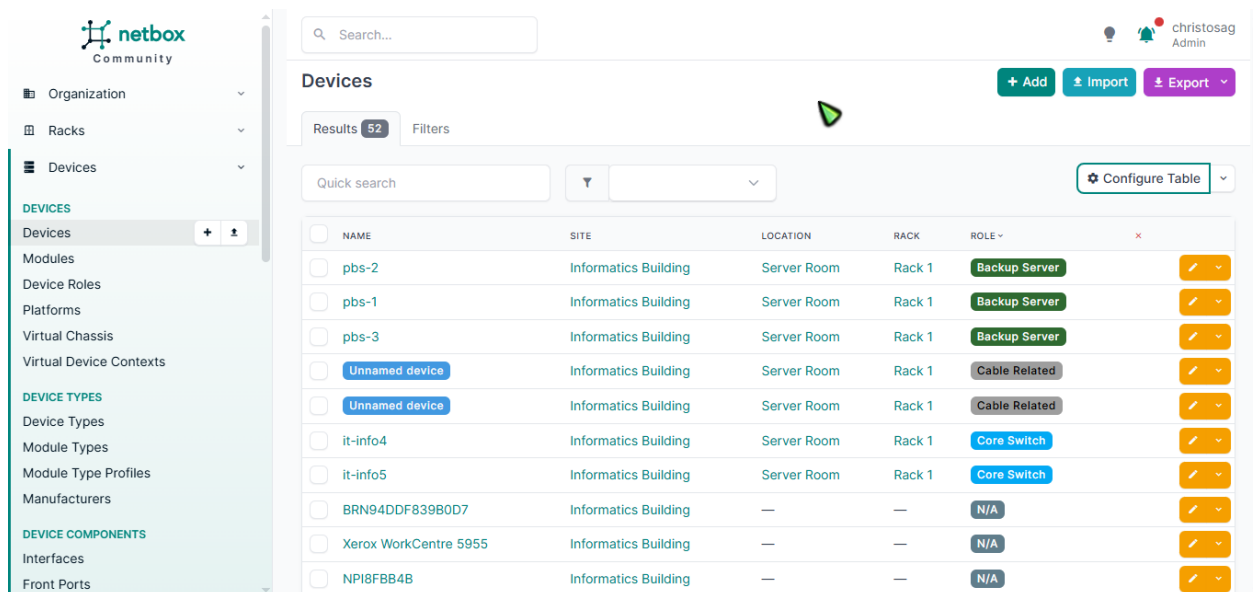 netbox
Community
Search...
christosag
Admin
Organization
Racks
Devices
DEVICES
Devices
Modules
Device Roles
Platforms
Virtual Chassis
Virtual Device Contexts
DEVICE TYPES
Device Types
Module Types
Module Type Profiles
Manufacturers
DEVICE COMPONENTS
Interfaces
Front Ports
Devices
+ Add Import Export
Results 52 Filters
Quick search
Configure Table
NAME SITE LOCATION RACK ROLE
pbs-2 Informatics Building Server Room Rack 1 Backup Server
pbs-1 Informatics Building Server Room Rack 1 Backup Server
pbs-3 Informatics Building Server Room Rack 1 Backup Server
Unnamed device Informatics Building Server Room Rack 1 Cable Related
Unnamed device Informatics Building Server Room Rack 1 Cable Related
it-info4 Informatics Building Server Room Rack 1 Core Switch
it-info5 Informatics Building Server Room Rack 1 Core Switch
BRN94DDF839B0D7 Informatics Building — — N/A
Xerox WorkCentre 5955 Informatics Building — — N/A
NPI8FBB4B Informatics Building — — N/A